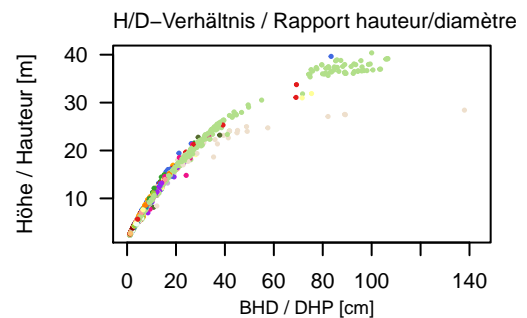 H/D−Verhältnis / Rapport hauteur/diamètre
Höhe / Hauteur [m]
40
30
20
10
0 20 40 60 80 100 140
BHD / DHP [cm]